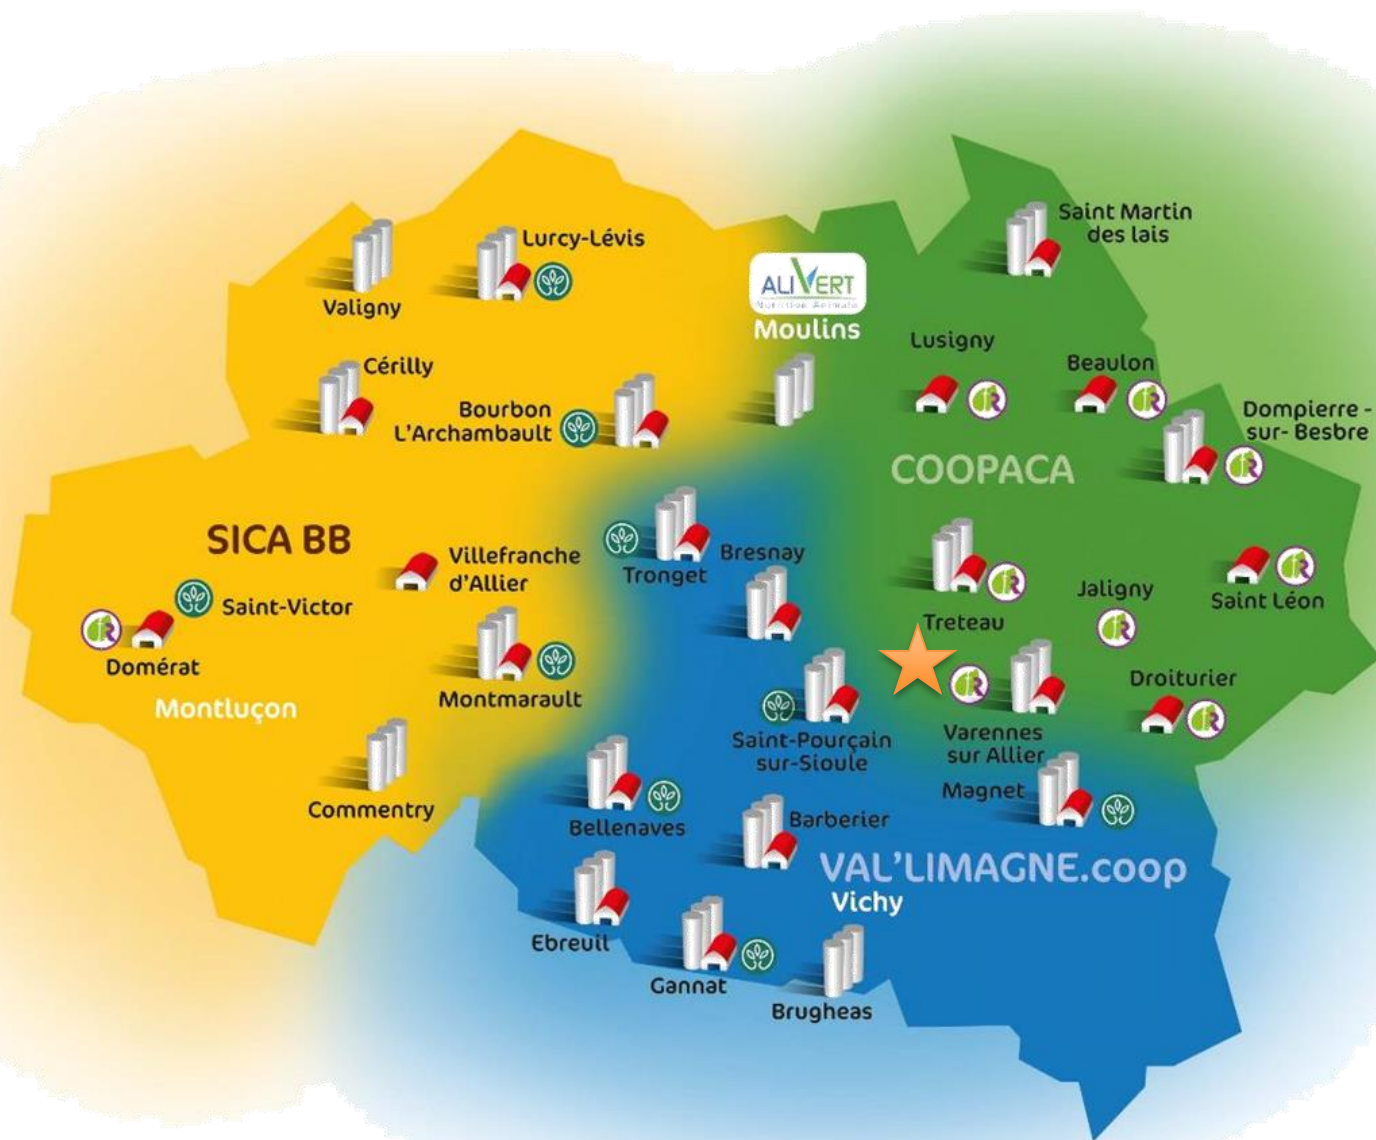 Saint Martin
des lais
Lurcy-Lévis
Valigny
ALIVERT
Nutrition Animale
Moulins
Lusigny
Beaulon
Cérilly
Bourbon
L'Archambault
Dompierre -
sur- Besbre
COOPACA
SICA BB
Villefranche
d'Allier
Tronget
Bresnay
Saint-Victor
Domérat
Treteau
Jaligny
Saint Léon
Montmarault
Montluçon
Droiturier
Saint-Pourçain
sur-Sioule
Varennes
sur Allier
Magnet
Commentry
Bellenaves
Barberier
VAL'LIMAGNE.coop
Vichy
Ebreuil
Gannat
Brugheas